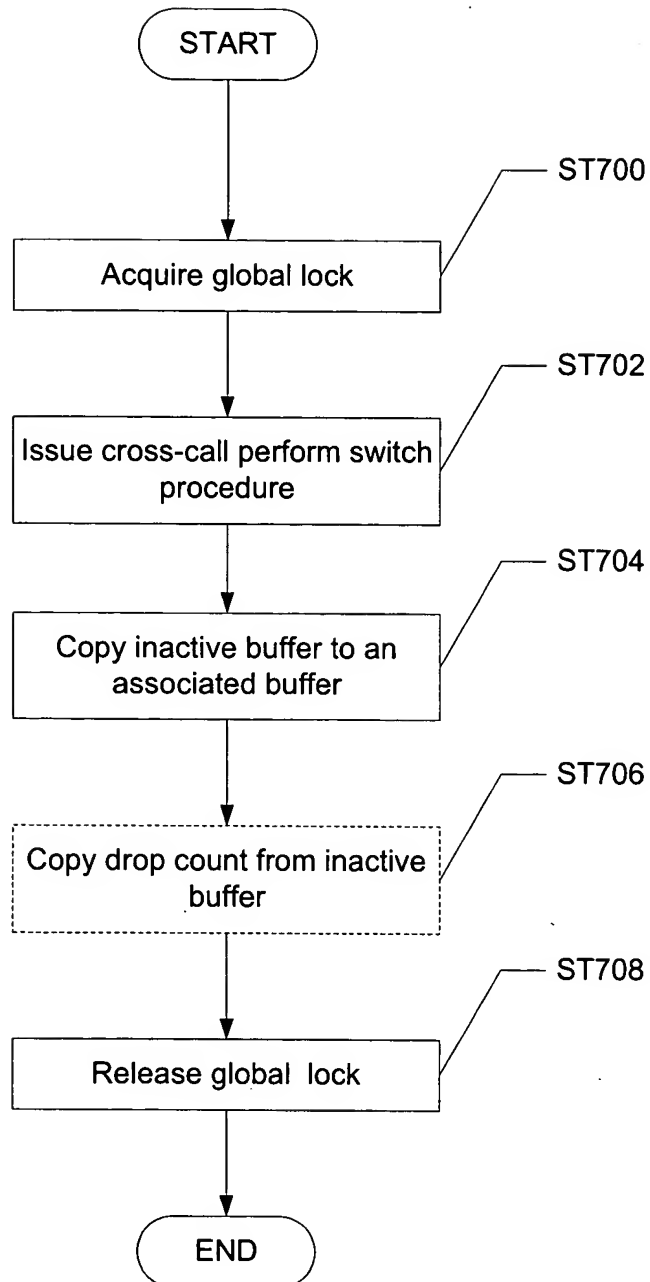 START
ST700
Acquire global lock
ST702
Issue cross-call perform switch
procedure
ST704
Copy inactive buffer to an
associated buffer
ST706
Copy drop count from inactive
buffer
ST708
Release global lock
END